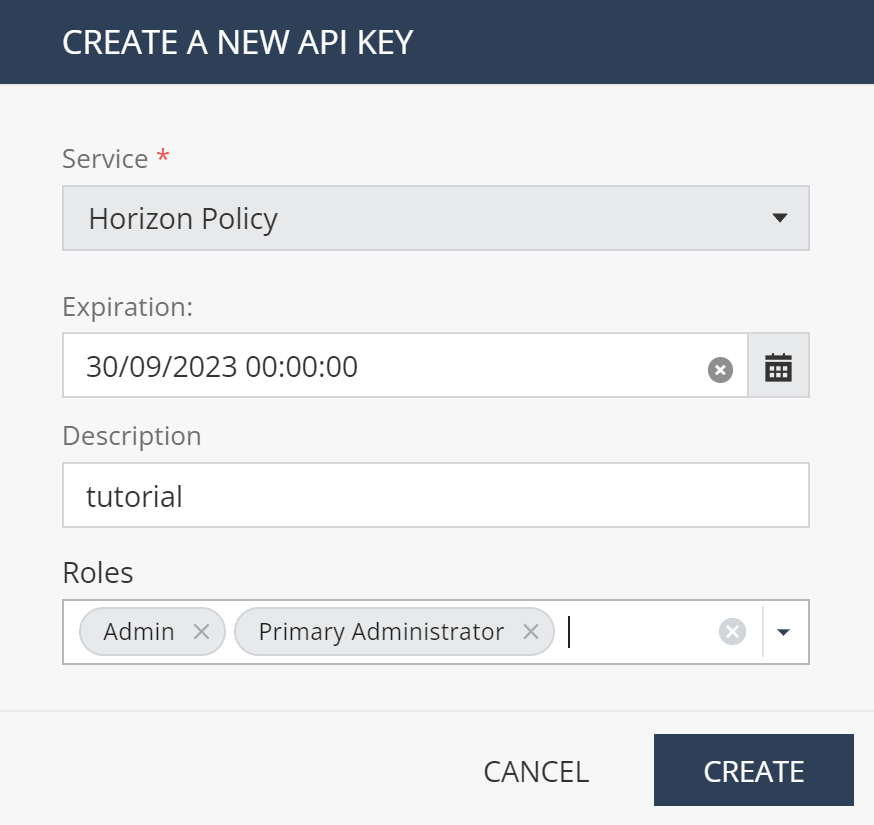 CREATE A NEW API KEY
Service *
Horizon Policy
Expiration:
30/09/2023 00:00:00
Description
tutorial
Roles
Admin Primary Administrator
CANCEL CREATE